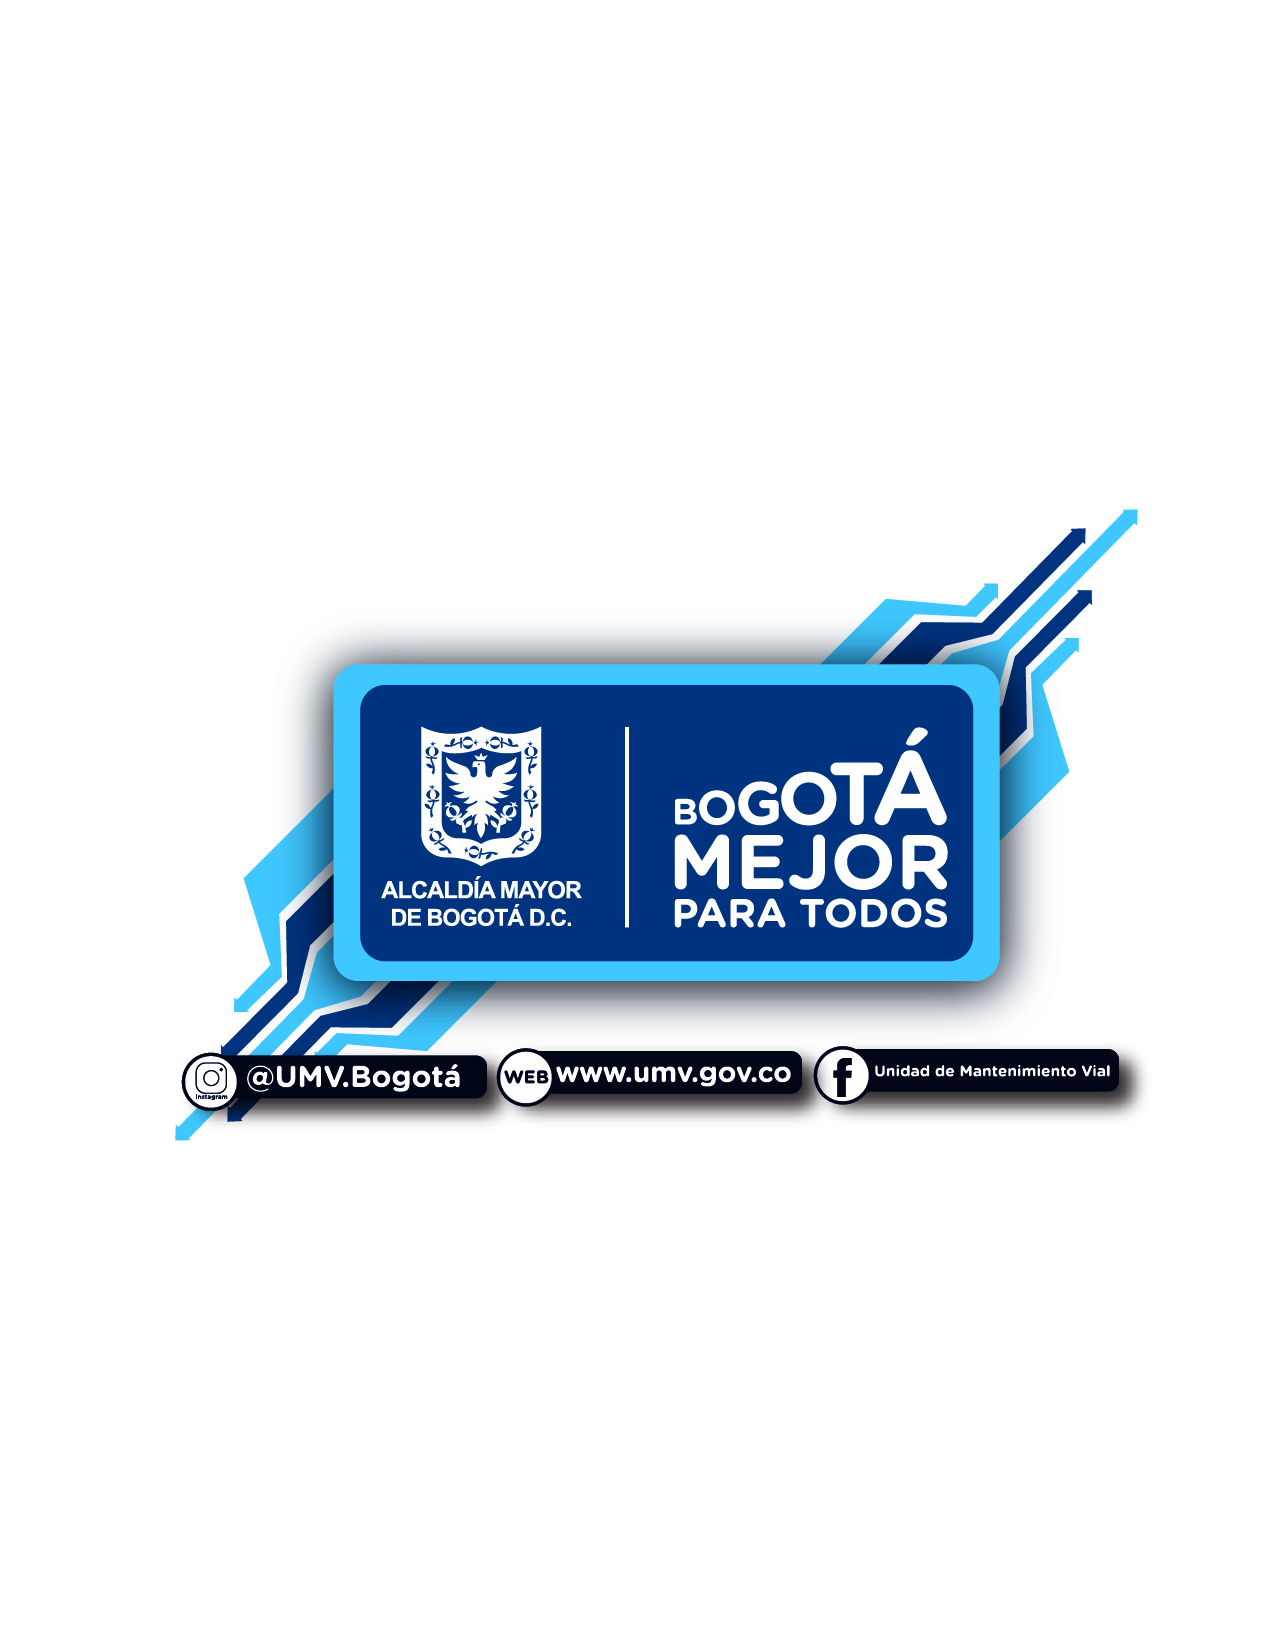 ALCALDÍA MAYOR
DE BOGOTÁ D.C.
BOGOTÁ
MEJOR
PARA TODOS
Instagram
@UMV.Bogotá
WEB
www.umv.gov.co
f
Unidad de Mantenimiento Vial